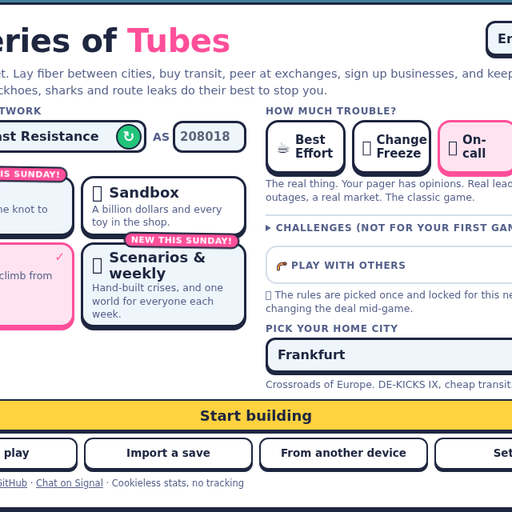 eries of Tubes
En
et. Lay fiber between cities, buy transit, peer at exchanges, sign up businesses, and keep
ckhoes, sharks and route leaks do their best to stop you.
TWORK
ast Resistance
AS 208018
IS SUNDAY!
ne knot to
Sandbox
A billion dollars and every
toy in the shop.
climb from
NEW THIS SUNDAY!
Scenarios &
weekly
Hand-built crises, and one
world for everyone each
week.
HOW MUCH TROUBLE?
Best
Effort
Change
Freeze
On-
call
The real thing. Your pager has opinions. Real lead
outages, a real market. The classic game.
CHALLENGES (NOT FOR YOUR FIRST GAM
PLAY WITH OTHERS
The rules are picked once and locked for this ne
changing the deal mid-game.
PICK YOUR HOME CITY
Frankfurt
Crossroads of Europe. DE-KICKS IX, cheap transit
Start building
play
Import a save
From another device
Set
GitHub · Chat on Signal · Cookieless stats, no tracking